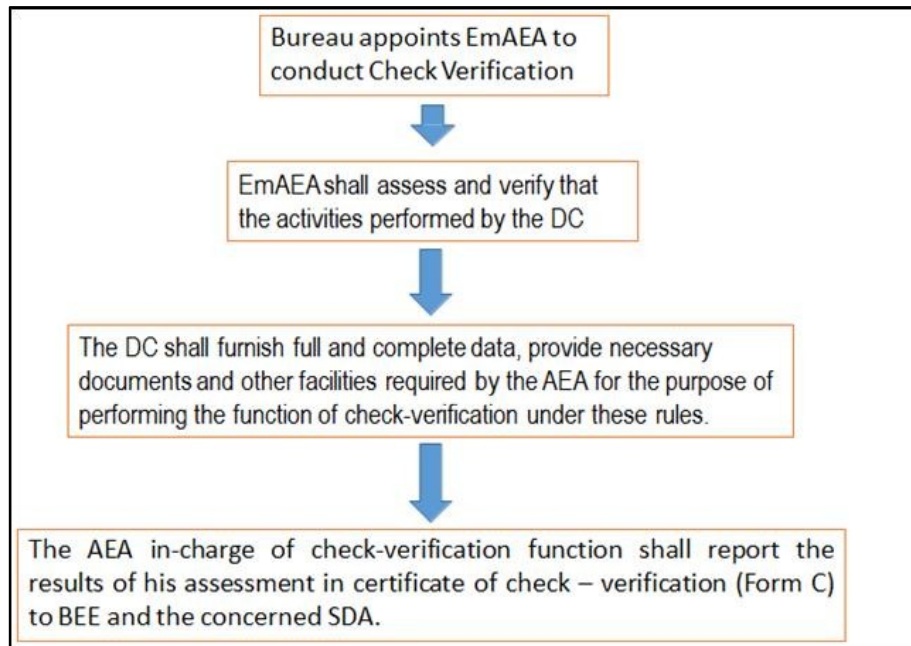 Bureau appoints EmAEA to
conduct Check Verification
EmAEA shall assess and verify that
the activities performed by the DC
The DC shall furnish full and complete data, provide necessary
documents and other facilities required by the AEA for the purpose of
performing the function of check-verification under these rules.
The AEA in-charge of check-verification function shall report the
results of his assessment in certificate of check – verification (Form C)
to BEE and the concerned SDA.